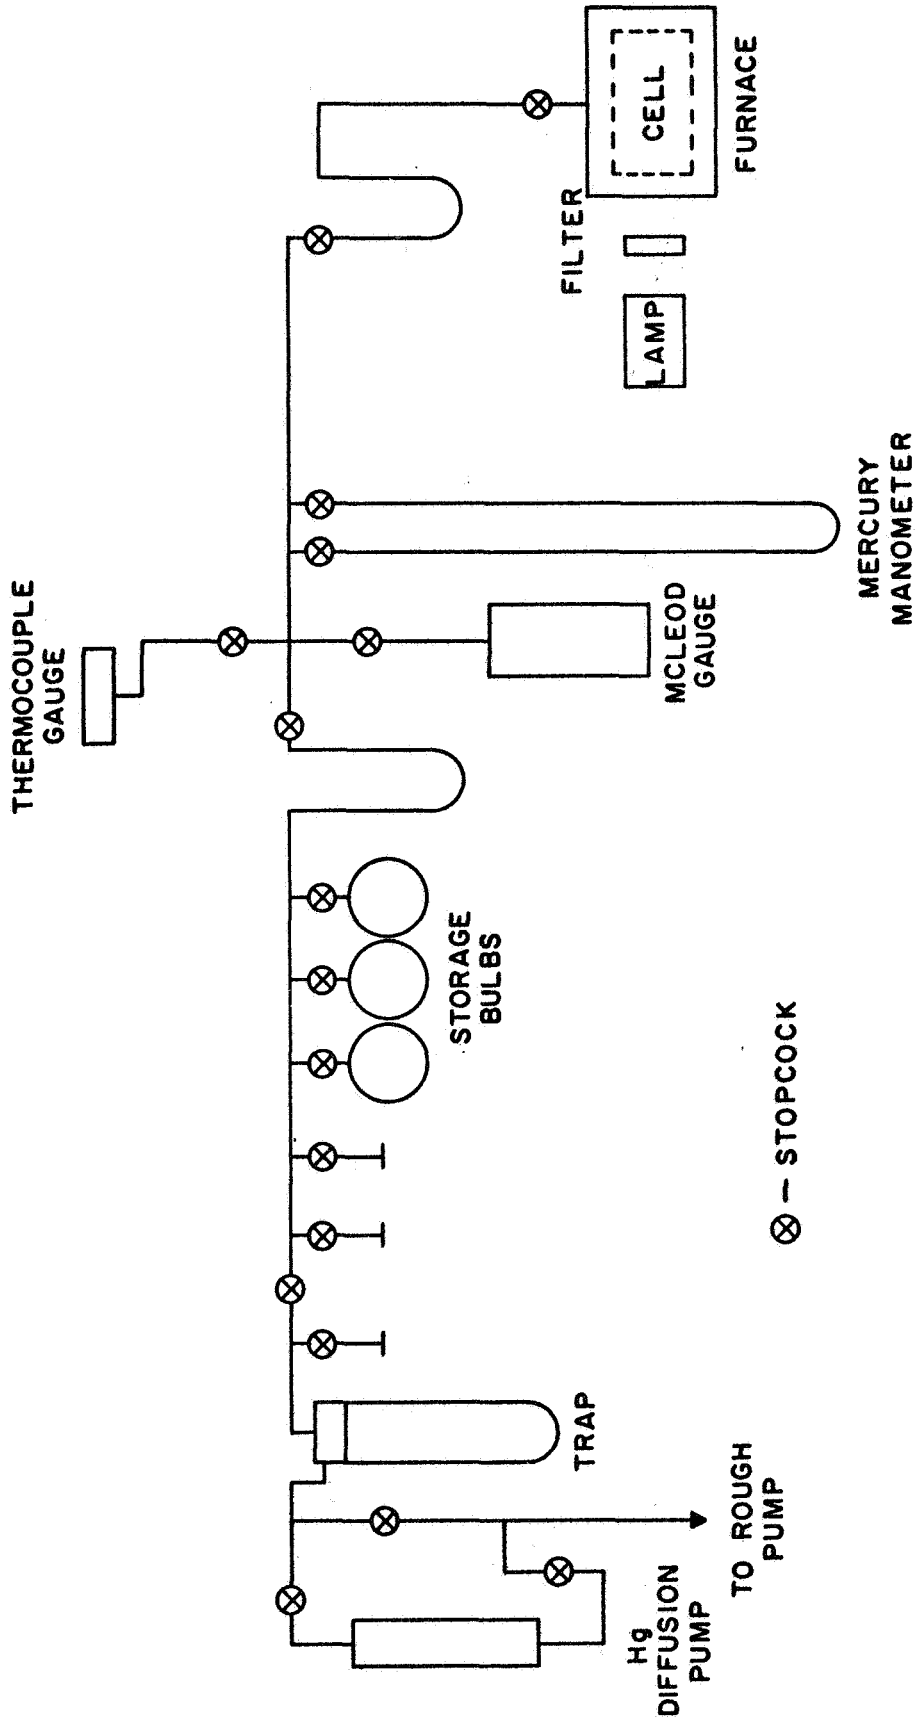 THERMOCOUPLE
GAUGE
Hg
DIFFUSION
PUMP
TO ROUGH
PUMP
TRAP
STORAGE
BULBS
MCLEOD
GAUGE
MERCURY
MANOMETER
LAMP
FILTER
CELL
FURNACE
— STOPCOCK